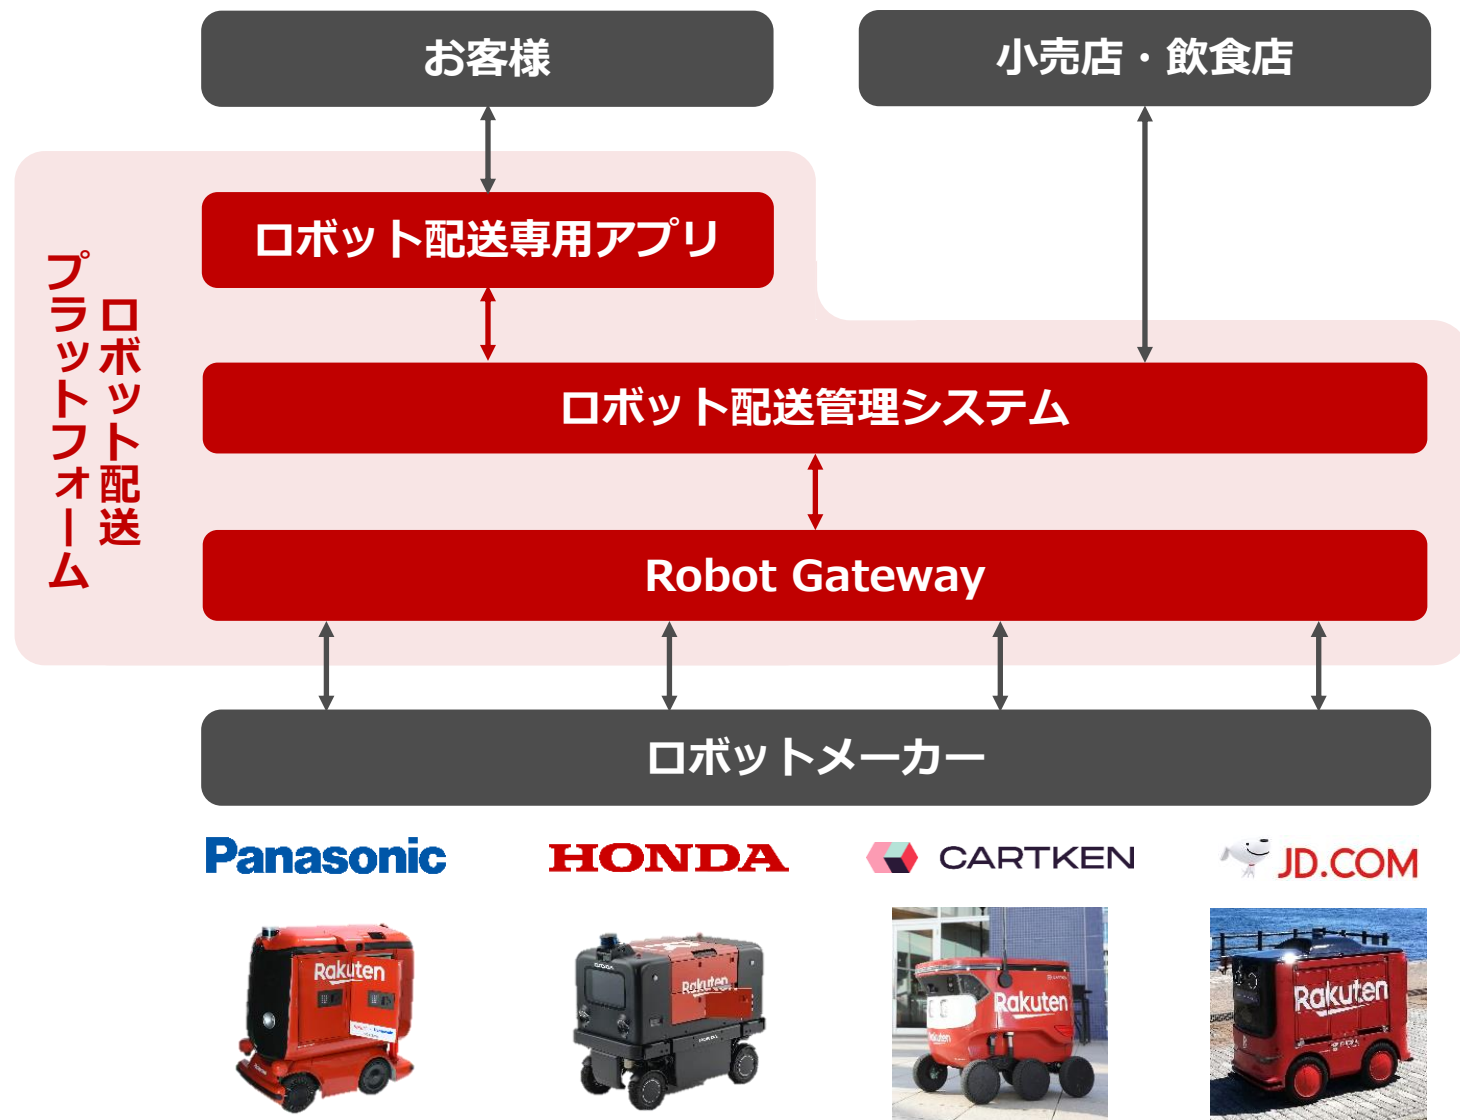 お客様
小売店・飲食店
ロボット配送
プラットフォーム
ロボット配送専用アプリ
ロボット配送管理システム
Robot Gateway
ロボットメーカー
Panasonic
HONDA
CARTKEN
JD.COM
Rakuten
Rakuten
HONDA
Rakuten
Rakuten
Rakuten